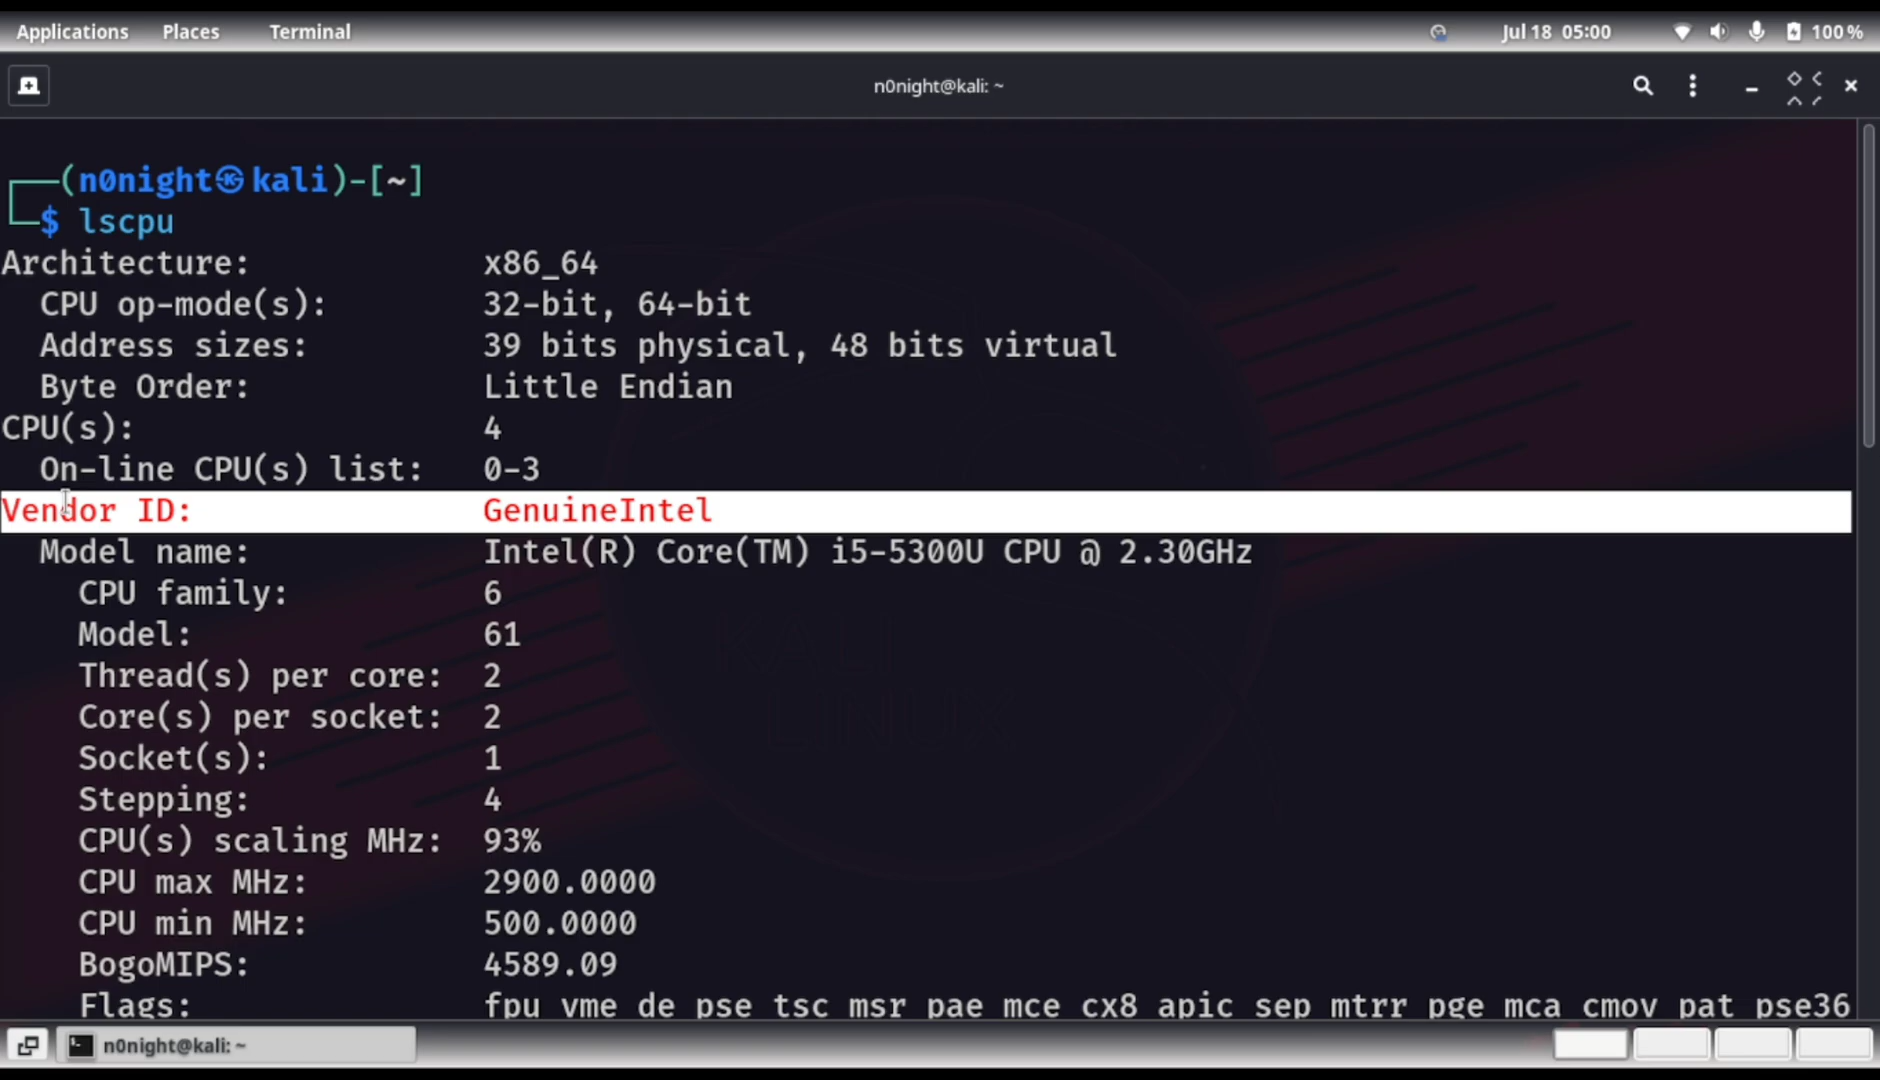 Applications Places Terminal Jul 18 05:00 100%
n0night@kali: ~
┌──(n0night㉿kali)-[~]
└─$ lscpu
Architecture: x86_64
CPU op-mode(s): 32-bit, 64-bit
Address sizes: 39 bits physical, 48 bits virtual
Byte Order: Little Endian
CPU(s): 4
On-line CPU(s) list: 0-3
Vendor ID: GenuineIntel
Model name: Intel(R) Core(TM) i5-5300U CPU @ 2.30GHz
CPU family: 6
Model: 61
Thread(s) per core: 2
Core(s) per socket: 2
Socket(s): 1
Stepping: 4
CPU(s) scaling MHz: 93%
CPU max MHz: 2900.0000
CPU min MHz: 500.0000
BogoMIPS: 4589.09
Flags: fpu vme de pse tsc msr pae mce cx8 apic sep mtrr pge mca cmov pat pse36
KALI
LINUX
n0night@kali: ~